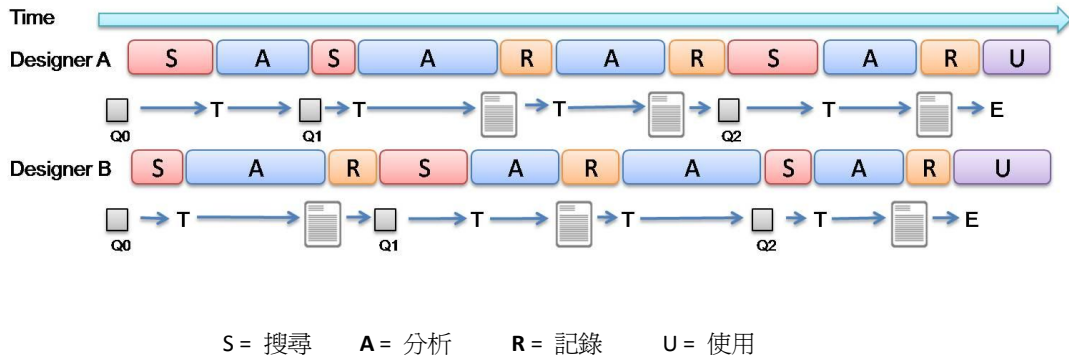 Time
Designer A S A S A R A R S A R U
Q0 T Q1 T T Q2 T E
Designer B S A R S A R A S A R U
Q0 T Q1 T T Q2 T E
S = 搜尋 A = 分析 R = 記錄 U = 使用